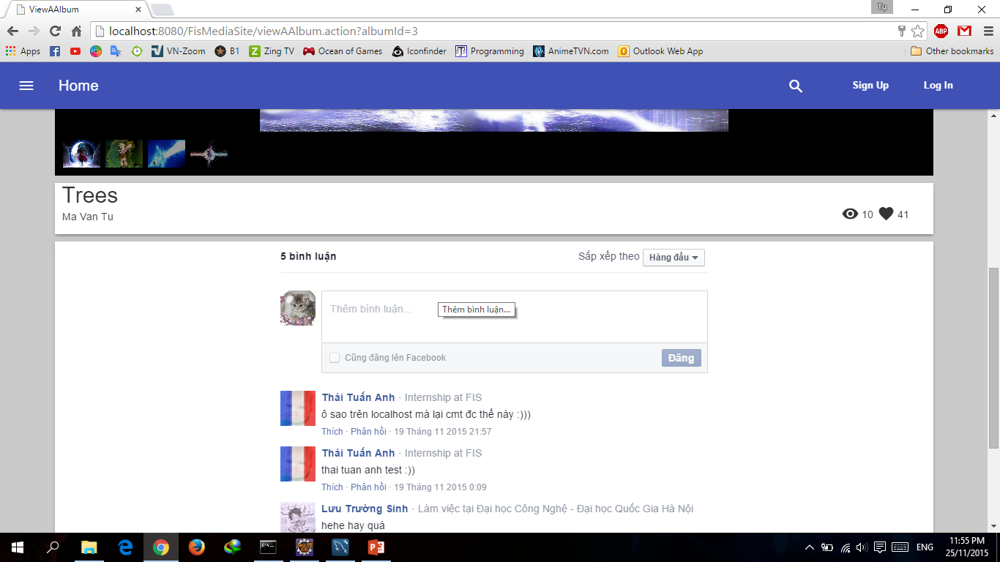 ViewAAlbum
Tụ
localhost:8080/FisMediaSite/viewAAlbum.action?albumId=3
ABP
Apps VN-Zoom B1 Zing TV Ocean of Games Iconfinder Programming AnimeTVN.com Outlook Web App Other bookmarks
Home Sign Up Log In
Trees
Ma Van Tu
10 41
5 bình luận Sắp xếp theo Hàng đầu
Thêm bình luận... Thêm bình luận...
Cũng đăng lên Facebook Đăng
Thái Tuấn Anh · Internship at FIS
ô sao trên localhost mà lại cmt đc thế này :)))
Thích · Phản hồi · 19 Tháng 11 2015 21:57
Thái Tuấn Anh · Internship at FIS
thai tuan anh test :))
Thích · Phản hồi · 19 Tháng 11 2015 0:09
Lưu Trường Sinh · Làm việc tại Đại học Công Nghệ - Đại học Quốc Gia Hà Nội
hehe hay quá
ENG
11:55 PM
25/11/2015